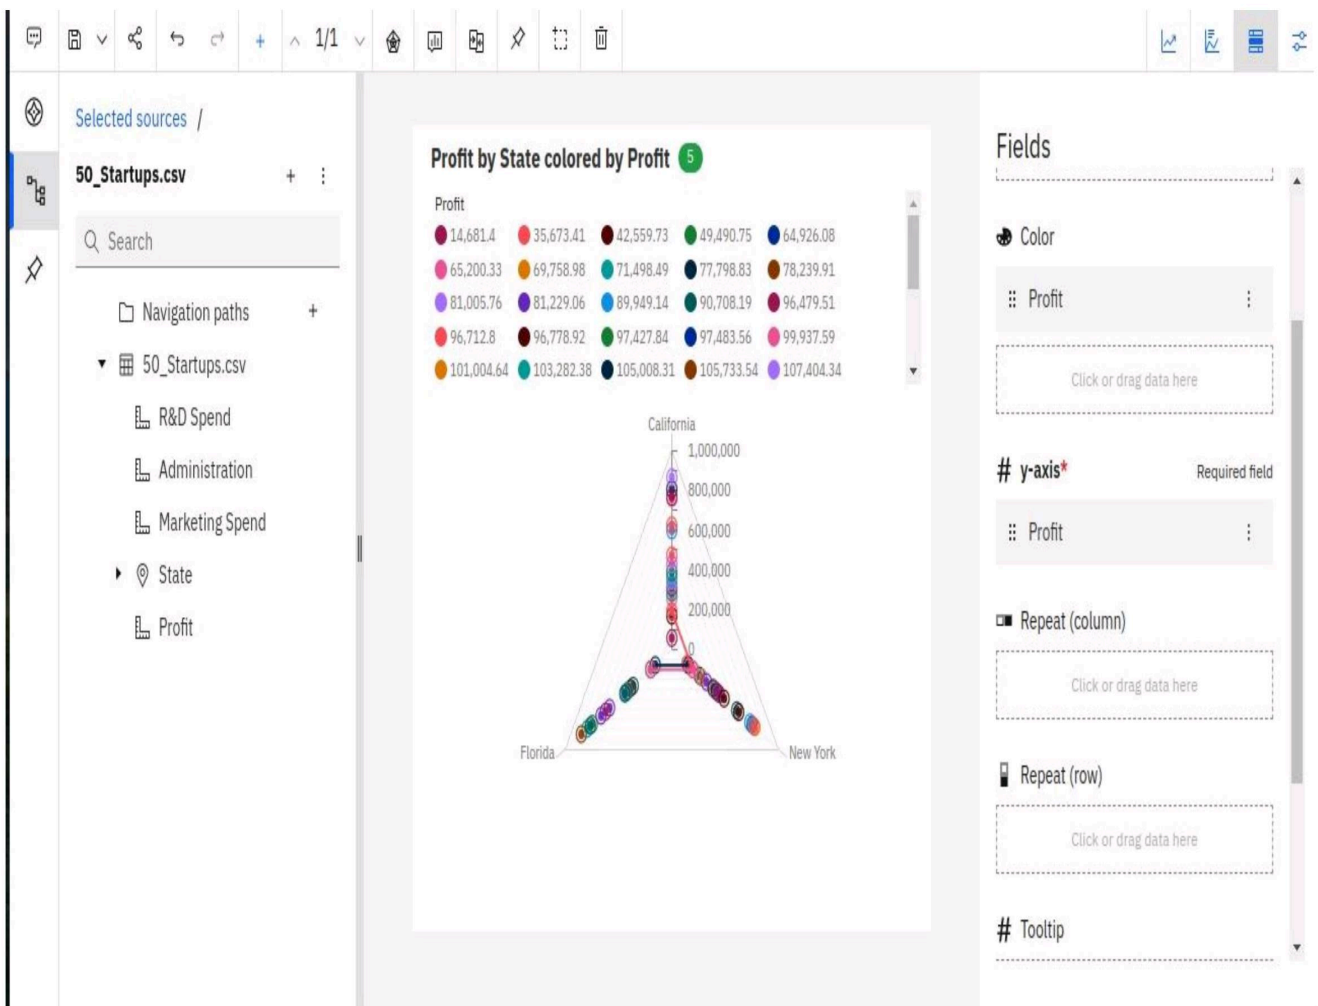 1/1
Selected sources /
50_Startups.csv
Search
Navigation paths
50_Startups.csv
R&D Spend
Administration
Marketing Spend
State
Profit
Profit by State colored by Profit 5
Profit
14,681.4 35,673.41 42,559.73 49,490.75 64,926.08
65,200.33 69,758.98 71,498.49 77,798.83 78,239.91
81,005.76 81,229.06 89,949.14 90,708.19 96,479.51
96,712.8 96,778.92 97,427.84 97,483.56 99,937.59
101,004.64 103,282.38 105,008.31 105,733.54 107,404.34
California
1,000,000
800,000
600,000
400,000
200,000
0
Florida
New York
Fields
Color
Profit
Click or drag data here
# y-axis* Required field
Profit
Repeat (column)
Click or drag data here
Repeat (row)
Click or drag data here
# Tooltip